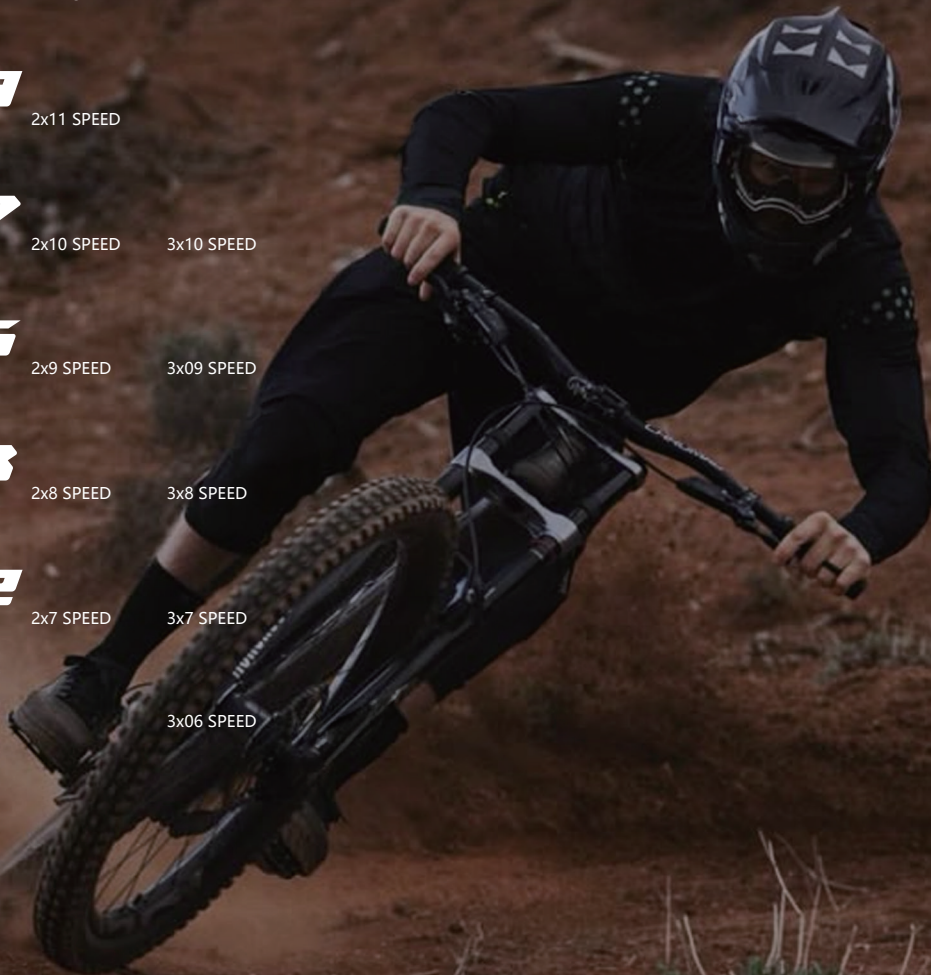 2x11 SPEED
2x10 SPEED 3x10 SPEED
2x9 SPEED 3x09 SPEED
2x8 SPEED 3x8 SPEED
2x7 SPEED 3x7 SPEED
3x06 SPEED